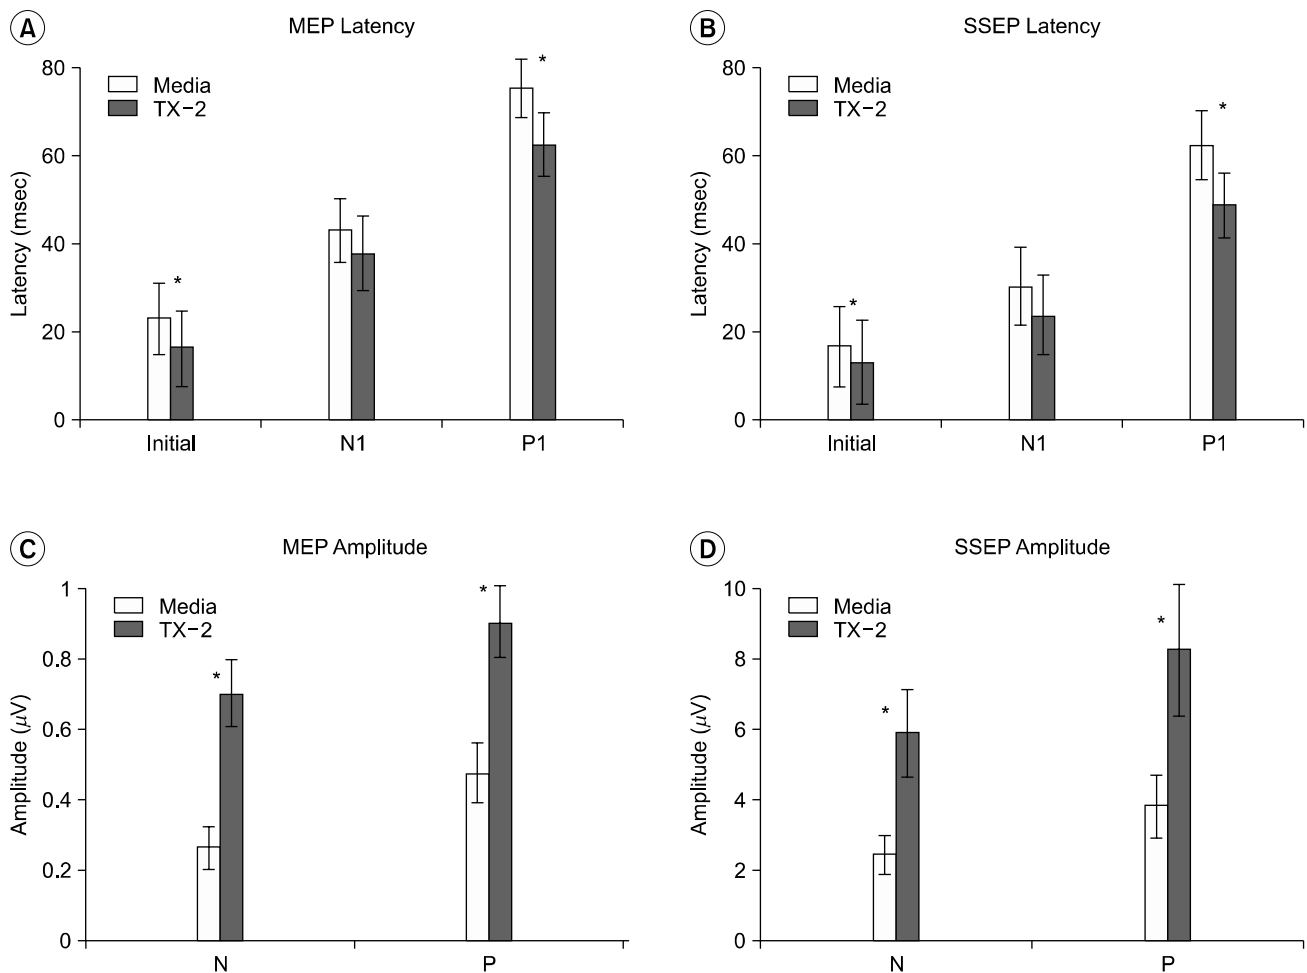 A
MEP Latency
80
60
40
20
0
Latency (msec)
Media
TX-2
*
*
Initial
N1
P1
B
SSEP Latency
80
60
40
20
0
Latency (msec)
Media
TX-2
*
*
Initial
N1
P1
C
MEP Amplitude
1
0.8
0.6
0.4
0.2
0
Amplitude (μV)
Media
TX-2
*
*
N
P
D
SSEP Amplitude
10
8
6
4
2
0
Amplitude (μV)
Media
TX-2
*
*
N
P